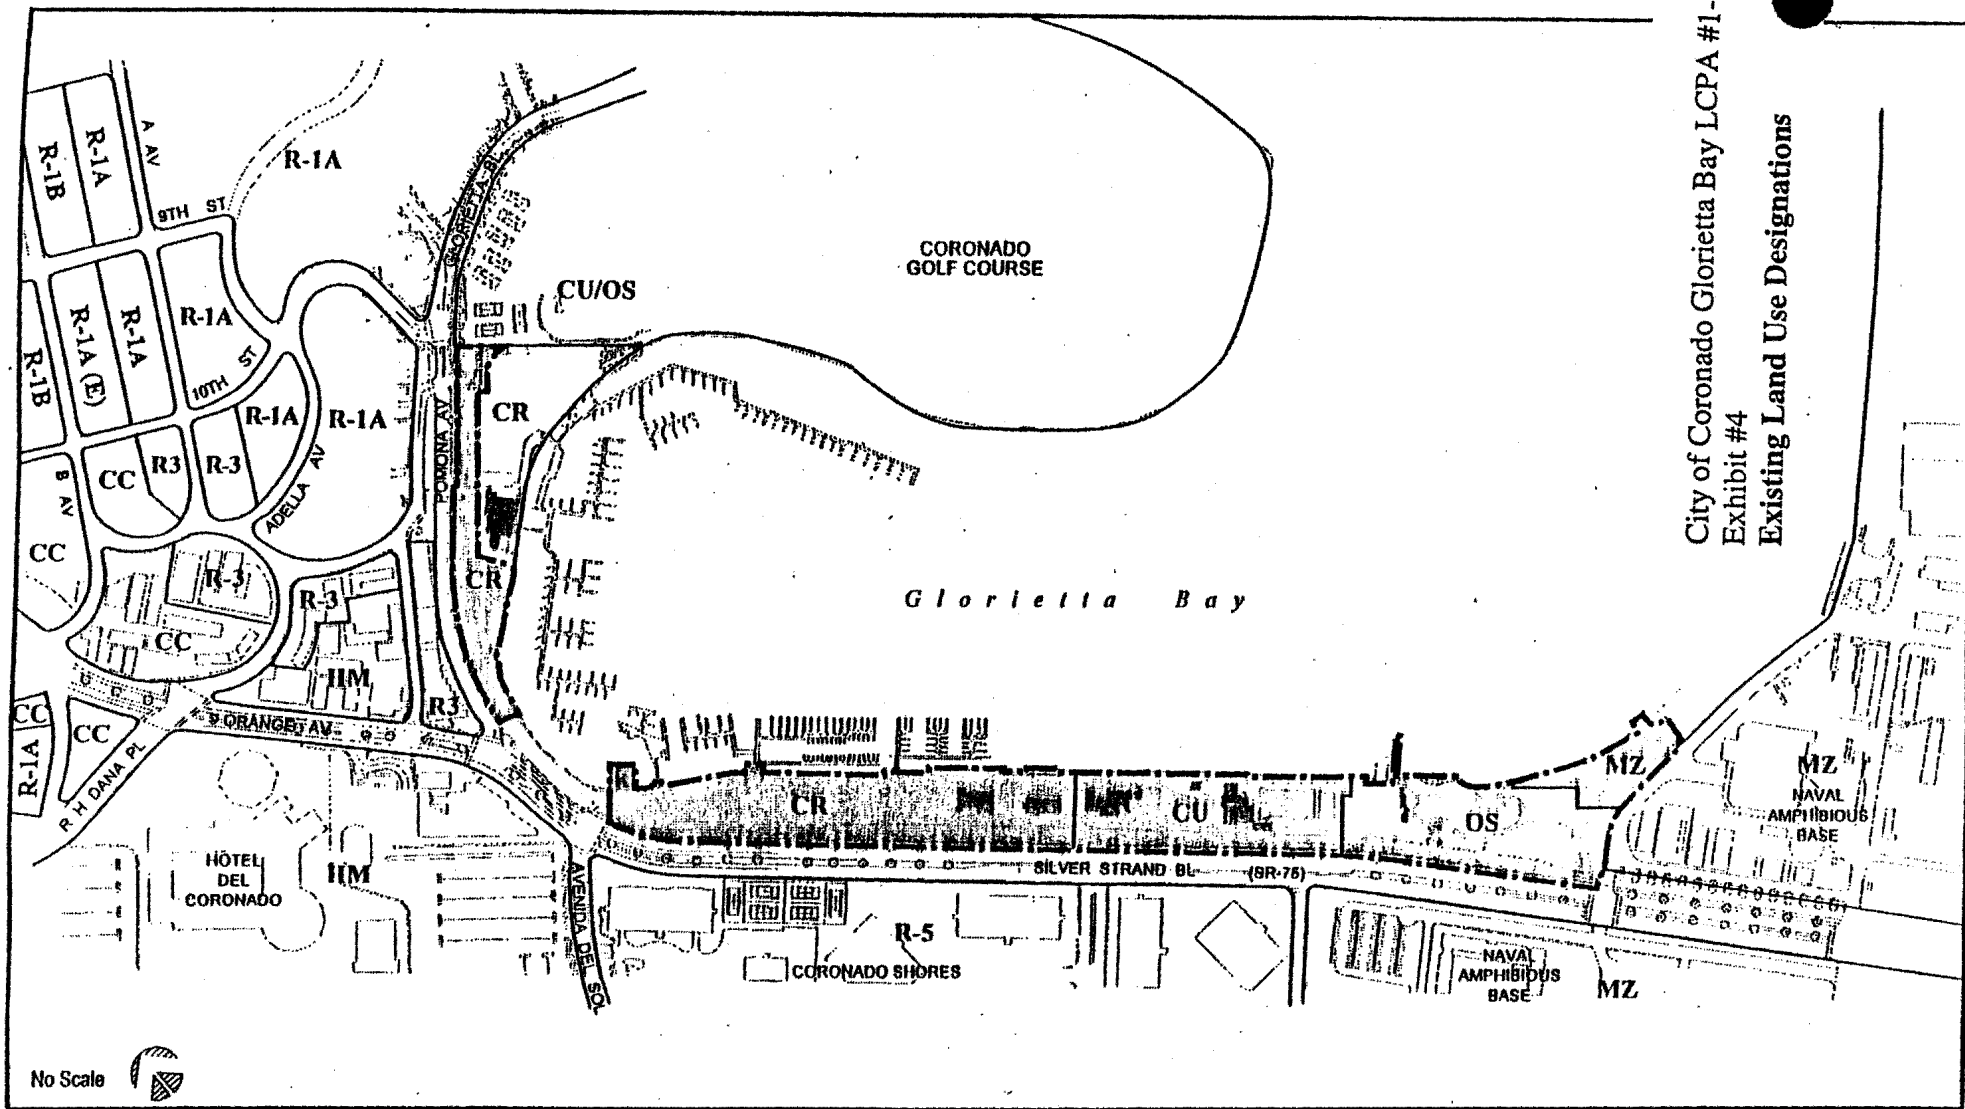 City of Coronado Glorietta Bay LCPA #1-
Exhibit #4
Existing Land Use Designations
A AV
R-1A
R-1B
R-1A
9TH ST
GLORIETTA BL
CORONADO
GOLF COURSE
CU/OS
R-1A
R-1A
R-1A (E)
R-1B
10TH ST
R-1A
R-1A
POMONA AV
CR
CC
R3
R-3
B AV
ADELLA AV
CC
R-3
CR
R-3
Glorietta Bay
CC
HM
R3
CC
CC
R-1A
ORANGE AV
R H DANA PL
CR
CU
OS
MZ
MZ
NAVAL
AMPHIBIOUS
BASE
SILVER STRAND BL (SR-75)
HOTEL
DEL
CORONADO
HM
AVENIDA DEL SOL
R-5
CORONADO SHORES
NAVAL
AMPHIBIOUS
BASE
MZ
No Scale